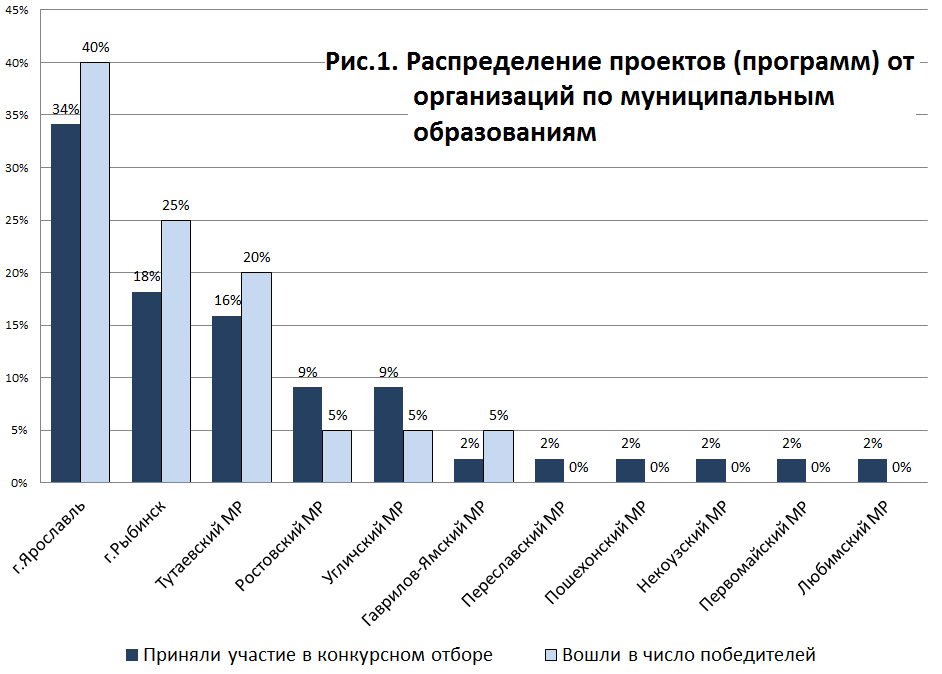 45%
40%
35%
30%
25%
20%
15%
10%
5%
0%
Рис.1. Распределение проектов (программ) от
организаций по муниципальным
образованиям
34%
40%
18%
25%
16%
20%
9%
5%
9%
5%
2%
5%
2%
0%
2%
0%
2%
0%
2%
0%
2%
0%
г.Ярославль
г.Рыбинск
Тутаевский МР
Ростовский МР
Угличский МР
Гаврилов-Ямский МР
Переславский МР
Пошехонский МР
Некоузский МР
Первомайский МР
Любимский МР
Приняли участие в конкурсном отборе
Вошли в число победителей